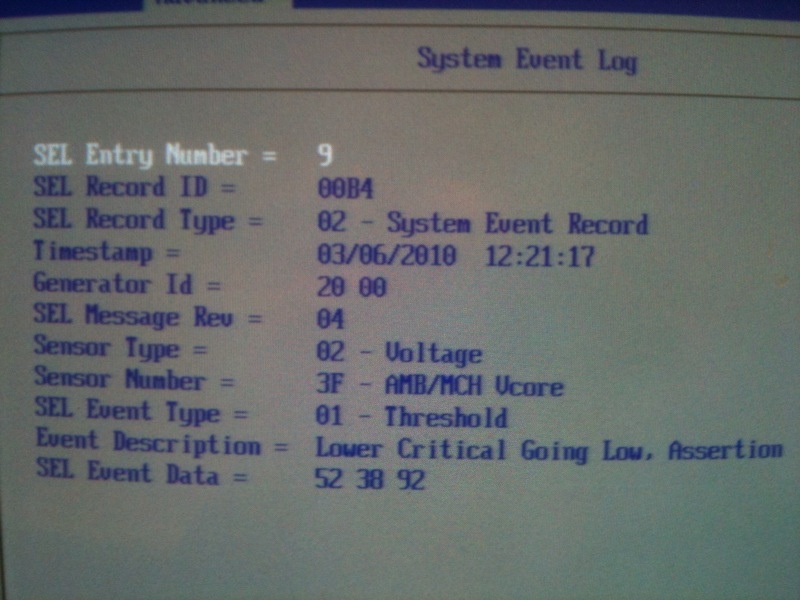 Advanced
System Event Log
SEL Entry Number = 9
SEL Record ID = 00B4
SEL Record Type = 02 - System Event Record
Timestamp = 03/06/2010 12:21:17
Generator Id = 20 00
SEL Message Rev = 04
Sensor Type = 02 - Voltage
Sensor Number = 3F - AMB/MCH Vcore
SEL Event Type = 01 - Threshold
Event Description = Lower Critical Going Low, Assertion
SEL Event Data = 52 38 92